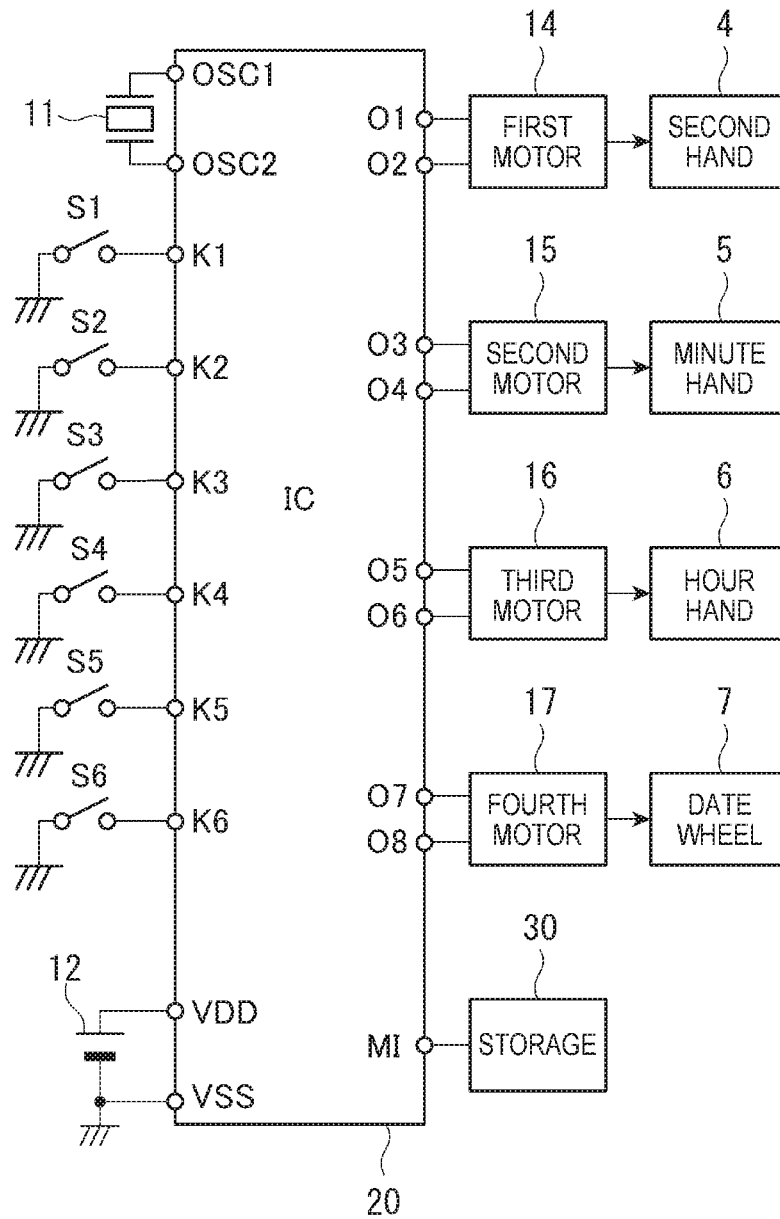 14
4
OSC1
11
O1
FIRST
MOTOR
SECOND
HAND
O2
OSC2
S1
K1
15
5
S2
O3
SECOND
MOTOR
MINUTE
HAND
K2
O4
S3
K3
IC
16
6
S4
O5
THIRD
MOTOR
HOUR
HAND
K4
O6
S5
K5
17
7
S6
O7
FOURTH
MOTOR
DATE
WHEEL
K6
O8
30
12
VDD
MI
STORAGE
VSS
20